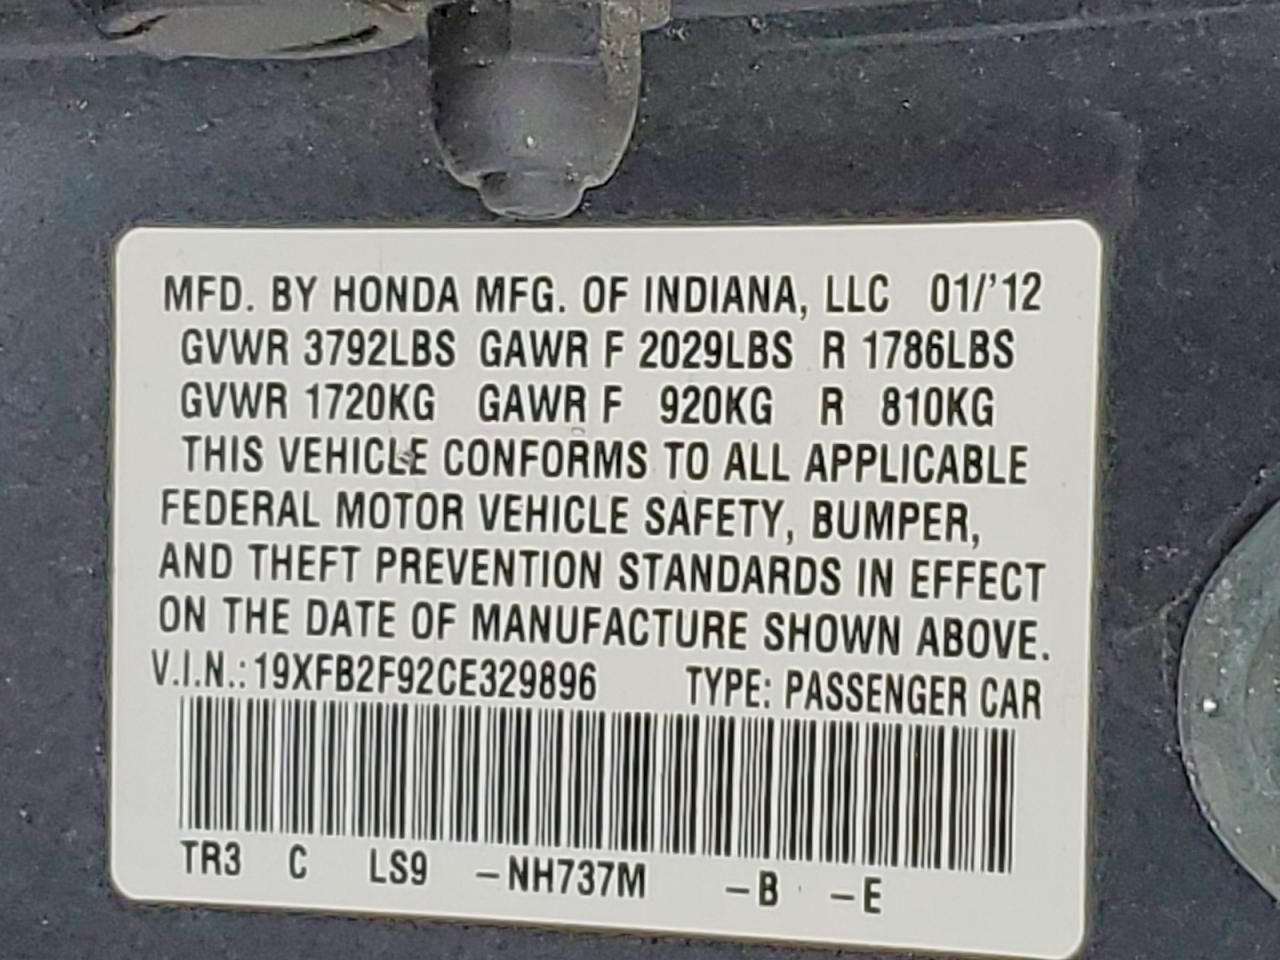 MFD. BY HONDA MFG. OF INDIANA, LLC 01/'12
GVWR 3792LBS GAWR F 2029LBS R 1786LBS
GVWR 1720KG GAWR F 920KG R 810KG
THIS VEHICLE CONFORMS TO ALL APPLICABLE
FEDERAL MOTOR VEHICLE SAFETY, BUMPER,
AND THEFT PREVENTION STANDARDS IN EFFECT
ON THE DATE OF MANUFACTURE SHOWN ABOVE.
V.I.N.: 19XFB2F92CE329896 TYPE: PASSENGER CAR
TR3 C LS9 -NH737M -B -E